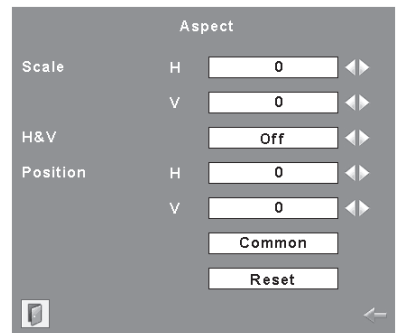 Aspect
Scale H 0
V 0
H&V Off
Position H 0
V 0
Common
Reset